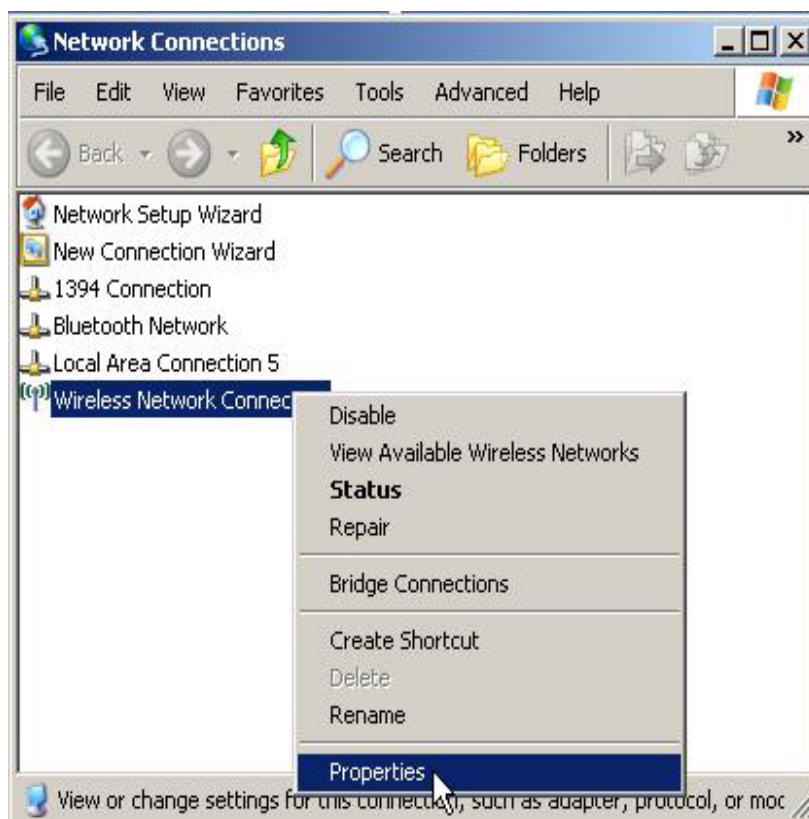 Network Connections
File Edit View Favorites Tools Advanced Help
Back Search Folders »
Network Setup Wizard
New Connection Wizard
1394 Connection
Bluetooth Network
Local Area Connection 5
Wireless Network Connec
Disable
View Available Wireless Networks
Status
Repair
Bridge Connections
Create Shortcut
Delete
Rename
Properties
View or change settings for this connection, such as adapter, protocol, or moc